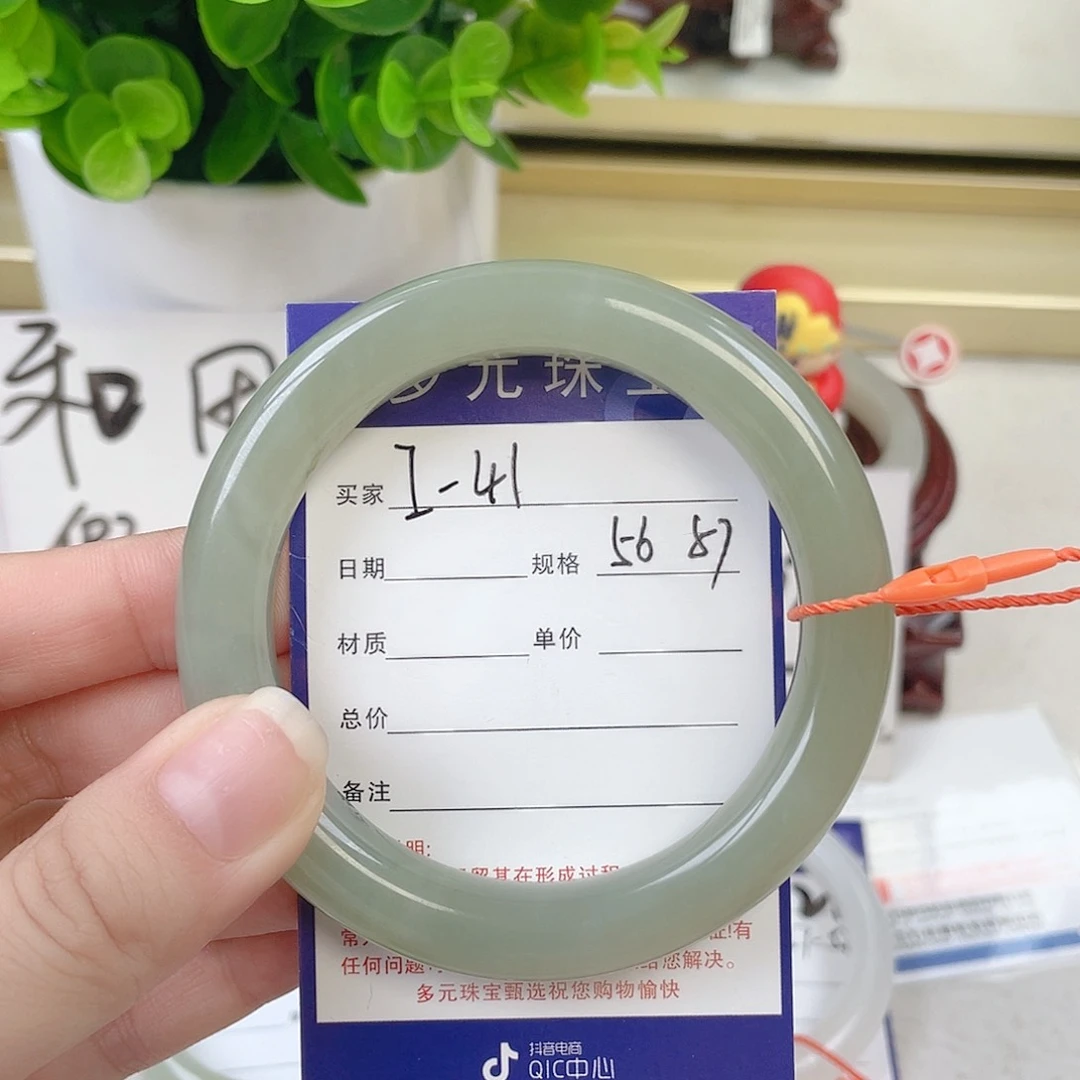 和田
多元珠宝
买家 I-41
日期 规格 56 87
材质 单价
总价
备注
明:
其在形成过程
任何问题 给您解决。
多元珠宝甄选祝您购物愉快
抖音电商
QIC中心